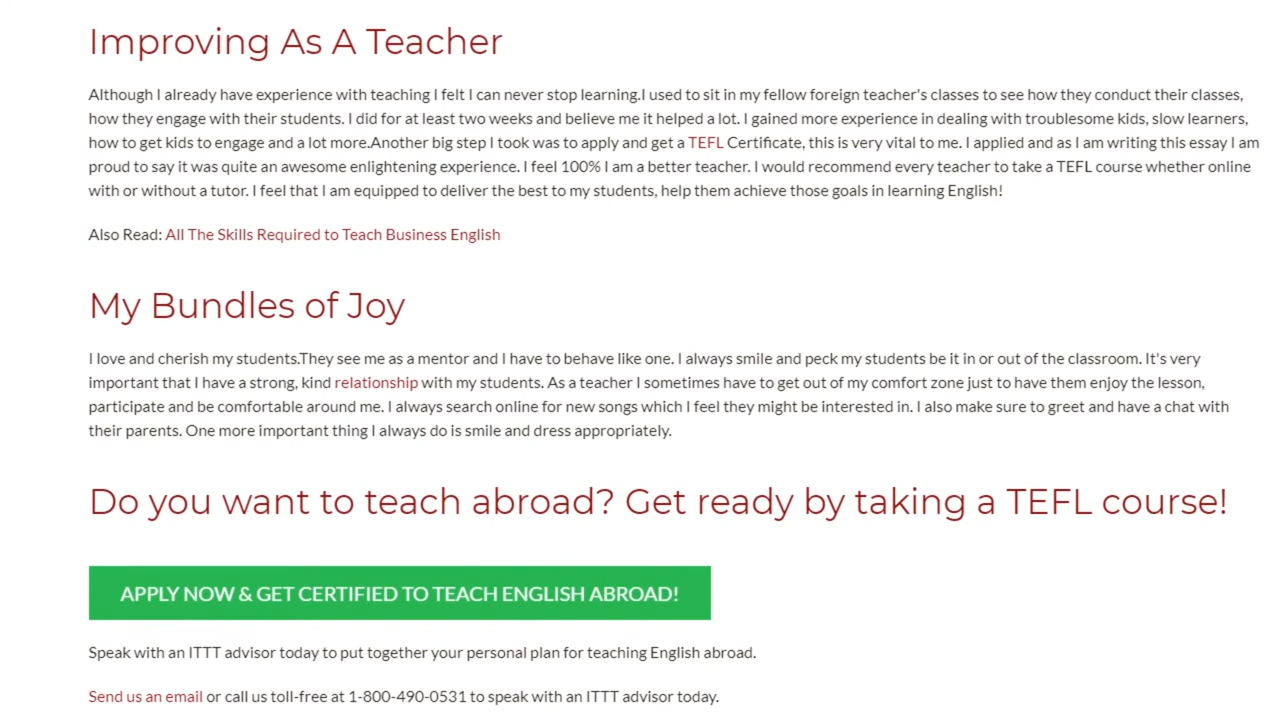 Improving As A Teacher
Although I already have experience with teaching I felt I can never stop learning.I used to sit in my fellow foreign teacher's classes to see how they conduct their classes,
how they engage with their students. I did for at least two weeks and believe me it helped a lot. I gained more experience in dealing with troublesome kids, slow learners,
how to get kids to engage and a lot more.Another big step I took was to apply and get a TEFL Certificate, this is very vital to me. I applied and as I am writing this essay I am
proud to say it was quite an awesome enlightening experience. I feel 100% I am a better teacher. I would recommend every teacher to take a TEFL course whether online
with or without a tutor. I feel that I am equipped to deliver the best to my students, help them achieve those goals in learning English!
Also Read: All The Skills Required to Teach Business English
My Bundles of Joy
I love and cherish my students.They see me as a mentor and I have to behave like one. I always smile and peck my students be it in or out of the classroom. It's very
important that I have a strong, kind relationship with my students. As a teacher I sometimes have to get out of my comfort zone just to have them enjoy the lesson,
participate and be comfortable around me. I always search online for new songs which I feel they might be interested in. I also make sure to greet and have a chat with
their parents. One more important thing I always do is smile and dress appropriately.
Do you want to teach abroad? Get ready by taking a TEFL course!
APPLY NOW & GET CERTIFIED TO TEACH ENGLISH ABROAD!
Speak with an ITTT advisor today to put together your personal plan for teaching English abroad.
Send us an email or call us toll-free at 1-800-490-0531 to speak with an ITTT advisor today.